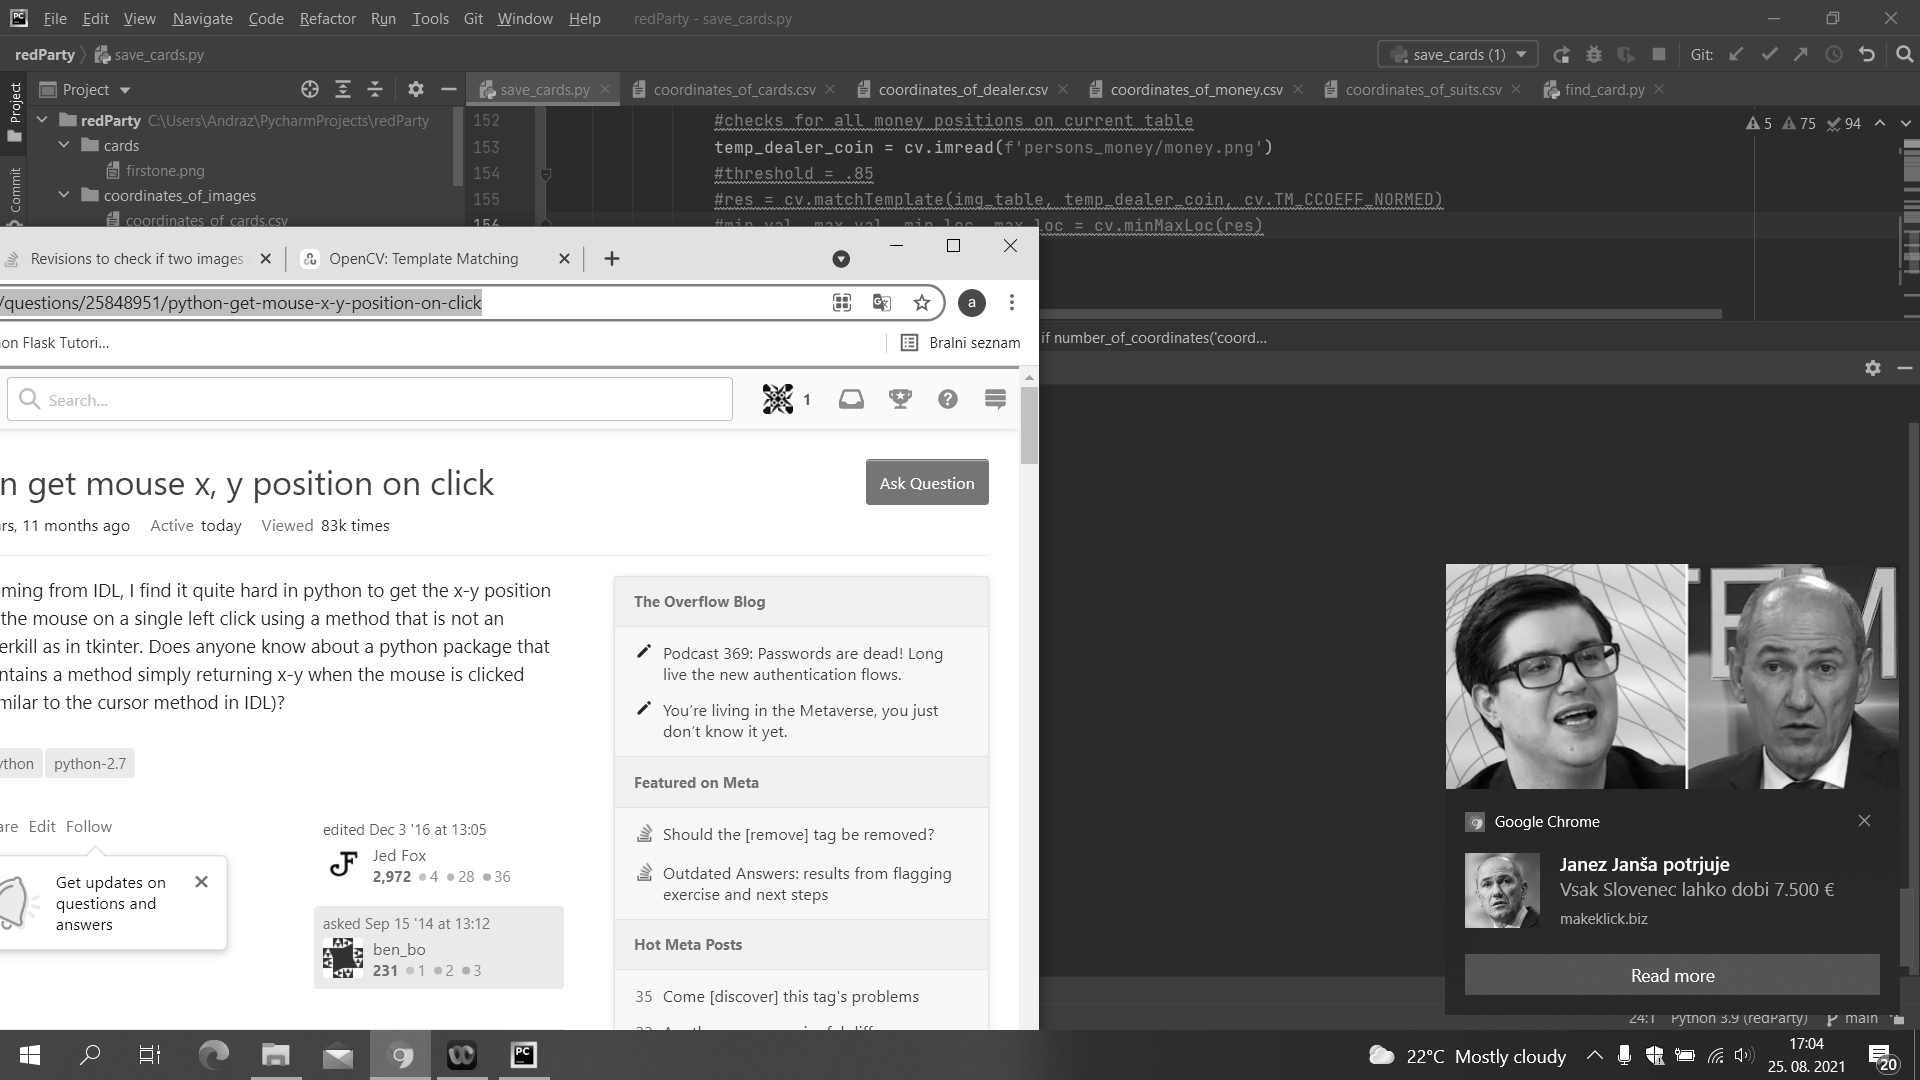 File Edit View Navigate Code Refactor Run Tools Git Window Help redParty - save_cards.py
redParty save_cards.py save_cards (1) Git:
Project save_cards.py coordinates_of_cards.csv coordinates_of_dealer.csv coordinates_of_money.csv coordinates_of_suits.csv find_card.py
Project
Commit
redParty C:\Users\Andraz\PycharmProjects\redParty
cards
firstone.png
coordinates_of_images
coordinates_of_cards.csv
152 #checks for all money positions on current table
153 temp_dealer_coin = cv.imread(f'persons_money/money.png')
154 #threshold = .85
155 #res = cv.matchTemplate(img_table, temp_dealer_coin, cv.TM_CCOEFF_NORMED)
156 #min_val, max_val, min_loc, max_loc = cv.minMaxLoc(res)
5 75 94
if number_of_coordinates('coord...
Revisions to check if two images OpenCV: Template Matching
/questions/25848951/python-get-mouse-x-y-position-on-click a
on Flask Tutori... Bralni seznam
Search... 1
n get mouse x, y position on click
Ask Question
rs, 11 months ago Active today Viewed 83k times
ming from IDL, I find it quite hard in python to get the x-y position
the mouse on a single left click using a method that is not an
erkill as in tkinter. Does anyone know about a python package that
ntains a method simply returning x-y when the mouse is clicked
milar to the cursor method in IDL)?
ython python-2.7
are Edit Follow
edited Dec 3 '16 at 13:05
Jed Fox
2,972 4 28 36
Get updates on
questions and
answers
asked Sep 15 '14 at 13:12
ben_bo
231 1 2 3
The Overflow Blog
Podcast 369: Passwords are dead! Long
live the new authentication flows.
You're living in the Metaverse, you just
don't know it yet.
Featured on Meta
Should the [remove] tag be removed?
Outdated Answers: results from flagging
exercise and next steps
Hot Meta Posts
35 Come [discover] this tag's problems
TEM
Google Chrome
Janez Janša potrjuje
Vsak Slovenec lahko dobi 7.500 €
makeklick.biz
Read more
24:1 Python 3.9 (redParty) main
22°C Mostly cloudy
17:04
25. 08. 2021
20